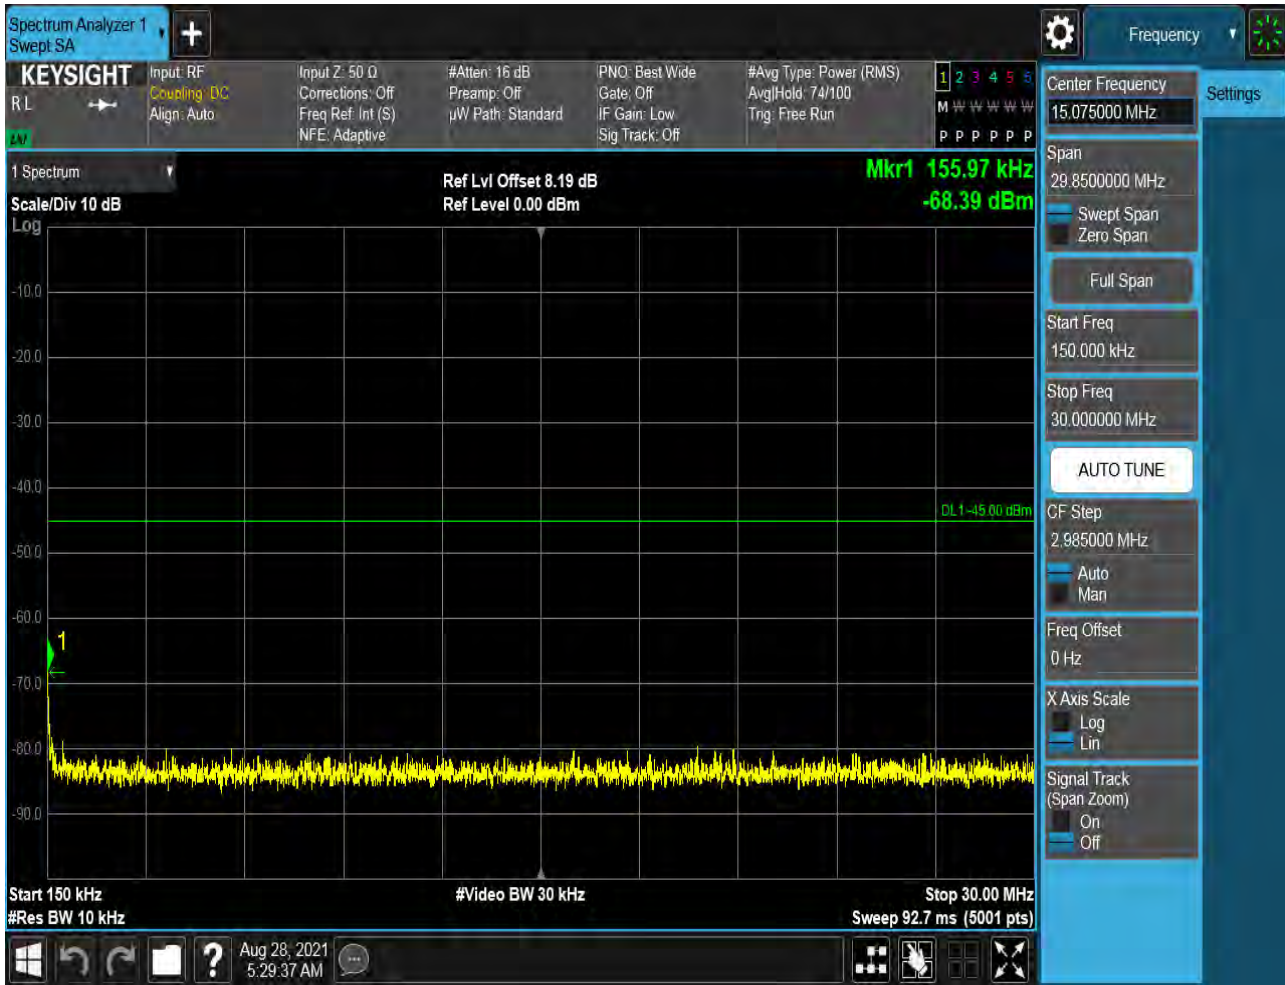 Spectrum Analyzer 1
Swept SA
+
Frequency
KEYSIGHT
R L
LXI
Input: RF
Coupling: DC
Align: Auto
Input Z: 50 Ω
Corrections: Off
Freq Ref: Int (S)
NFE: Adaptive
#Atten: 16 dB
Preamp: Off
µW Path: Standard
PNO: Best Wide
Gate: Off
IF Gain: Low
Sig Track: Off
#Avg Type: Power (RMS)
Avg|Hold: 74/100
Trig: Free Run
1 2 3 4 5 6
M W W W W W
P P P P P P
1 Spectrum
Scale/Div 10 dB
Log
Ref Lvl Offset 8.19 dB
Ref Level 0.00 dBm
Mkr1 155.97 kHz
-68.39 dBm
-10.0
-20.0
-30.0
-40.0
DL1 -45.00 dBm
-50.0
-60.0
1
-70.0
-80.0
-90.0
Start 150 kHz
#Video BW 30 kHz
Stop 30.00 MHz
#Res BW 10 kHz
Sweep 92.7 ms (5001 pts)
?
Aug 28, 2021
5:29:37 AM
Center Frequency
15.075000 MHz
Settings
Span
29.8500000 MHz
Swept Span
Zero Span
Full Span
Start Freq
150.000 kHz
Stop Freq
30.000000 MHz
AUTO TUNE
CF Step
2.985000 MHz
Auto
Man
Freq Offset
0 Hz
X Axis Scale
Log
Lin
Signal Track
(Span Zoom)
On
Off